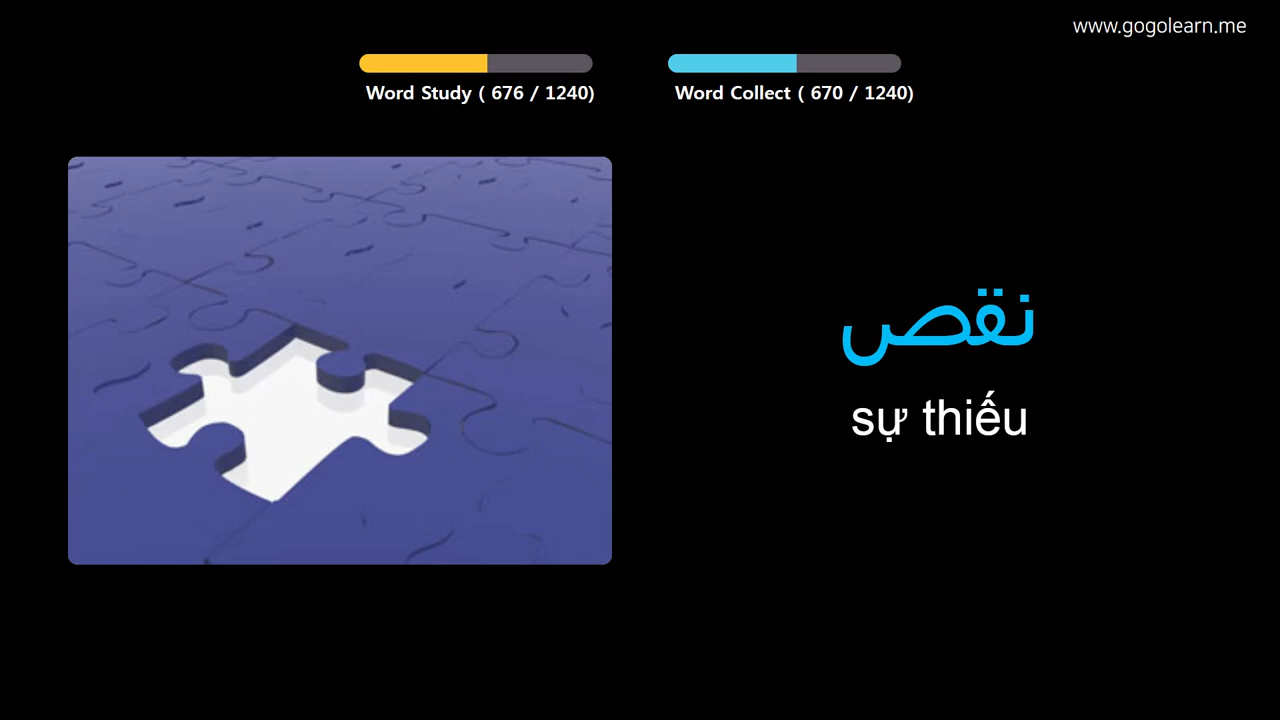 www.gogolearn.me
Word Study ( 676 / 1240)
Word Collect ( 670 / 1240)
نقص
sự thiếu